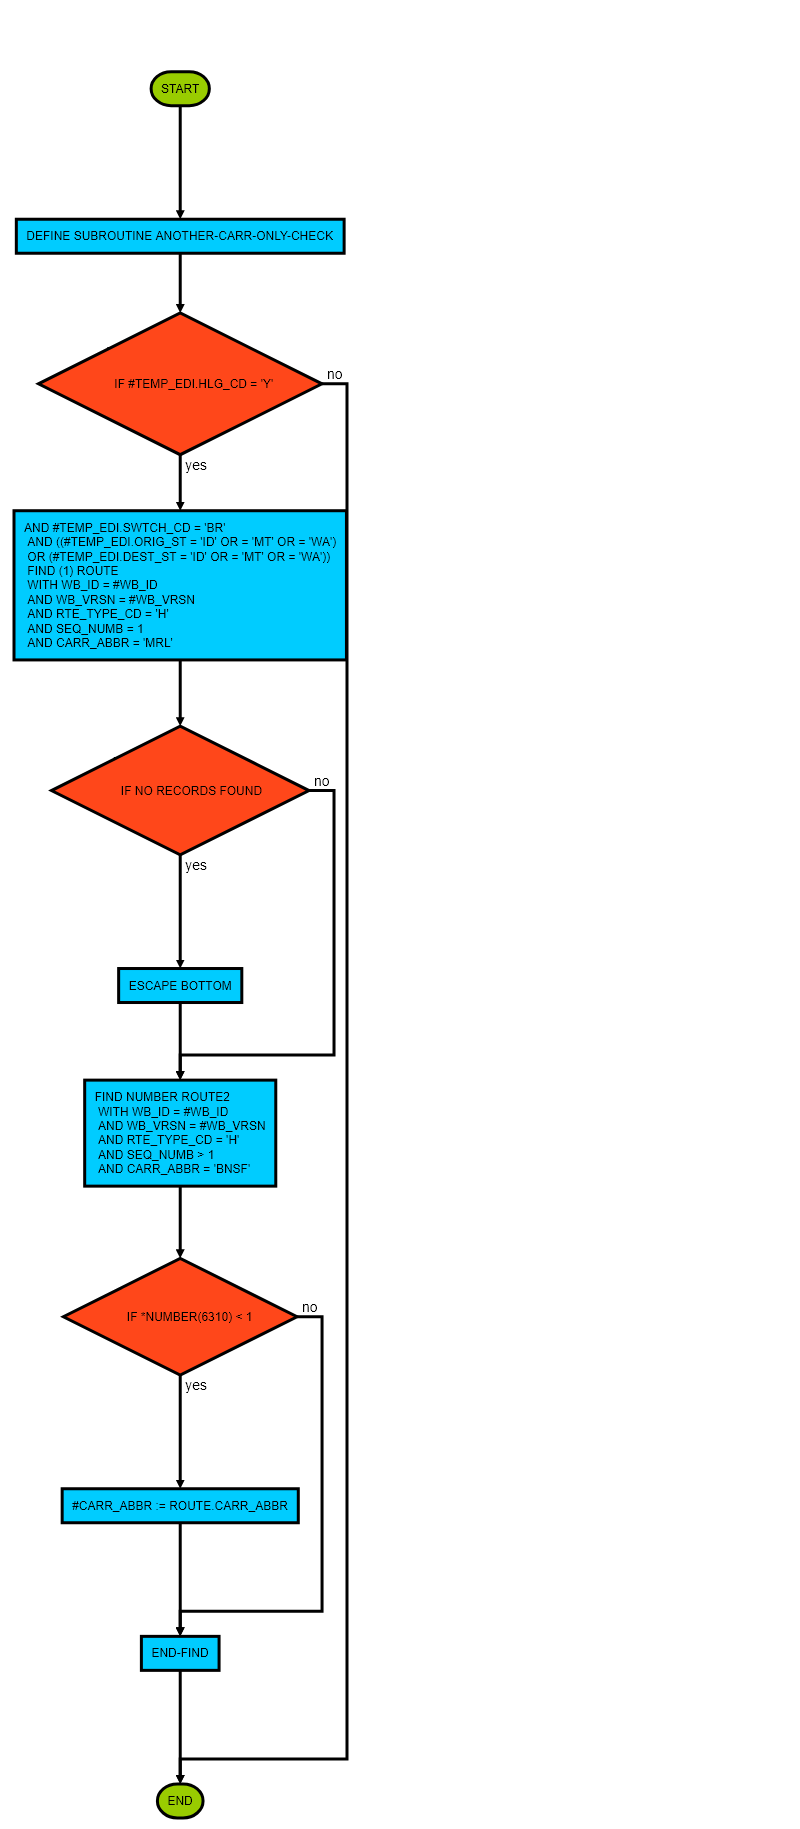 START
DEFINE SUBROUTINE ANOTHER-CARR-ONLY-CHECK
IF #TEMP_EDI.HLG_CD = 'Y'
no
yes
AND #TEMP_EDI.SWTCH_CD = 'BR'
AND ((#TEMP_EDI.ORIG_ST = 'ID' OR = 'MT' OR = 'WA')
OR (#TEMP_EDI.DEST_ST = 'ID' OR = 'MT' OR = 'WA'))
FIND (1) ROUTE
WITH WB_ID = #WB_ID
AND WB_VRSN = #WB_VRSN
AND RTE_TYPE_CD = 'H'
AND SEQ_NUMB = 1
AND CARR_ABBR = 'MRL'
IF NO RECORDS FOUND
no
yes
ESCAPE BOTTOM
FIND NUMBER ROUTE2
WITH WB_ID = #WB_ID
AND WB_VRSN = #WB_VRSN
AND RTE_TYPE_CD = 'H'
AND SEQ_NUMB > 1
AND CARR_ABBR = 'BNSF'
IF *NUMBER(6310) < 1
no
yes
#CARR_ABBR := ROUTE.CARR_ABBR
END-FIND
END